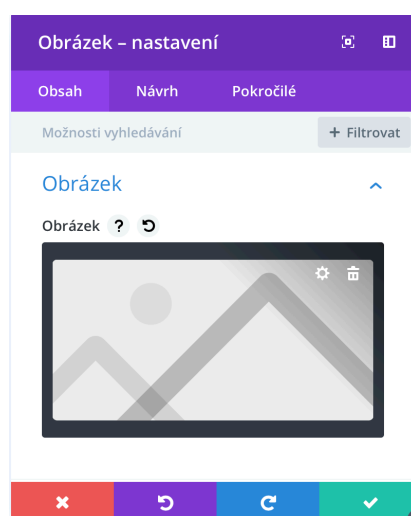 Obrázek – nastavení
Obsah Návrh Pokročilé
Možnosti vyhledávání + Filtrovat
Obrázek
Obrázek ?